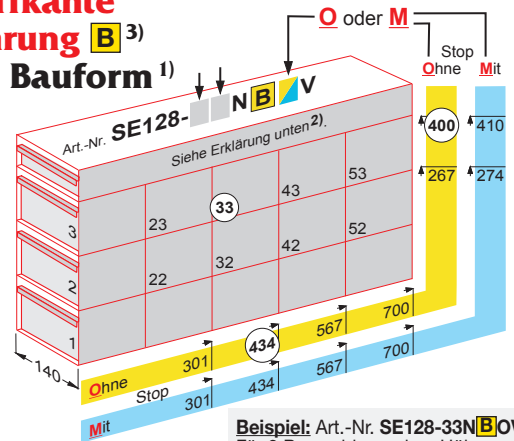 rung B 3)
Bauform 1)
O oder M
Stop
Ohne Mit
Art.-Nr. SE128- N B V
Siehe Erklärung unten 2).
400 410
267 274
53
43
33
23
3
52
42
32
22
2
1
140
Ohne 301 434 567 700
Stop
Mit 301 434 567 700
Beispiel: Art.-Nr. SE128-33N B OV